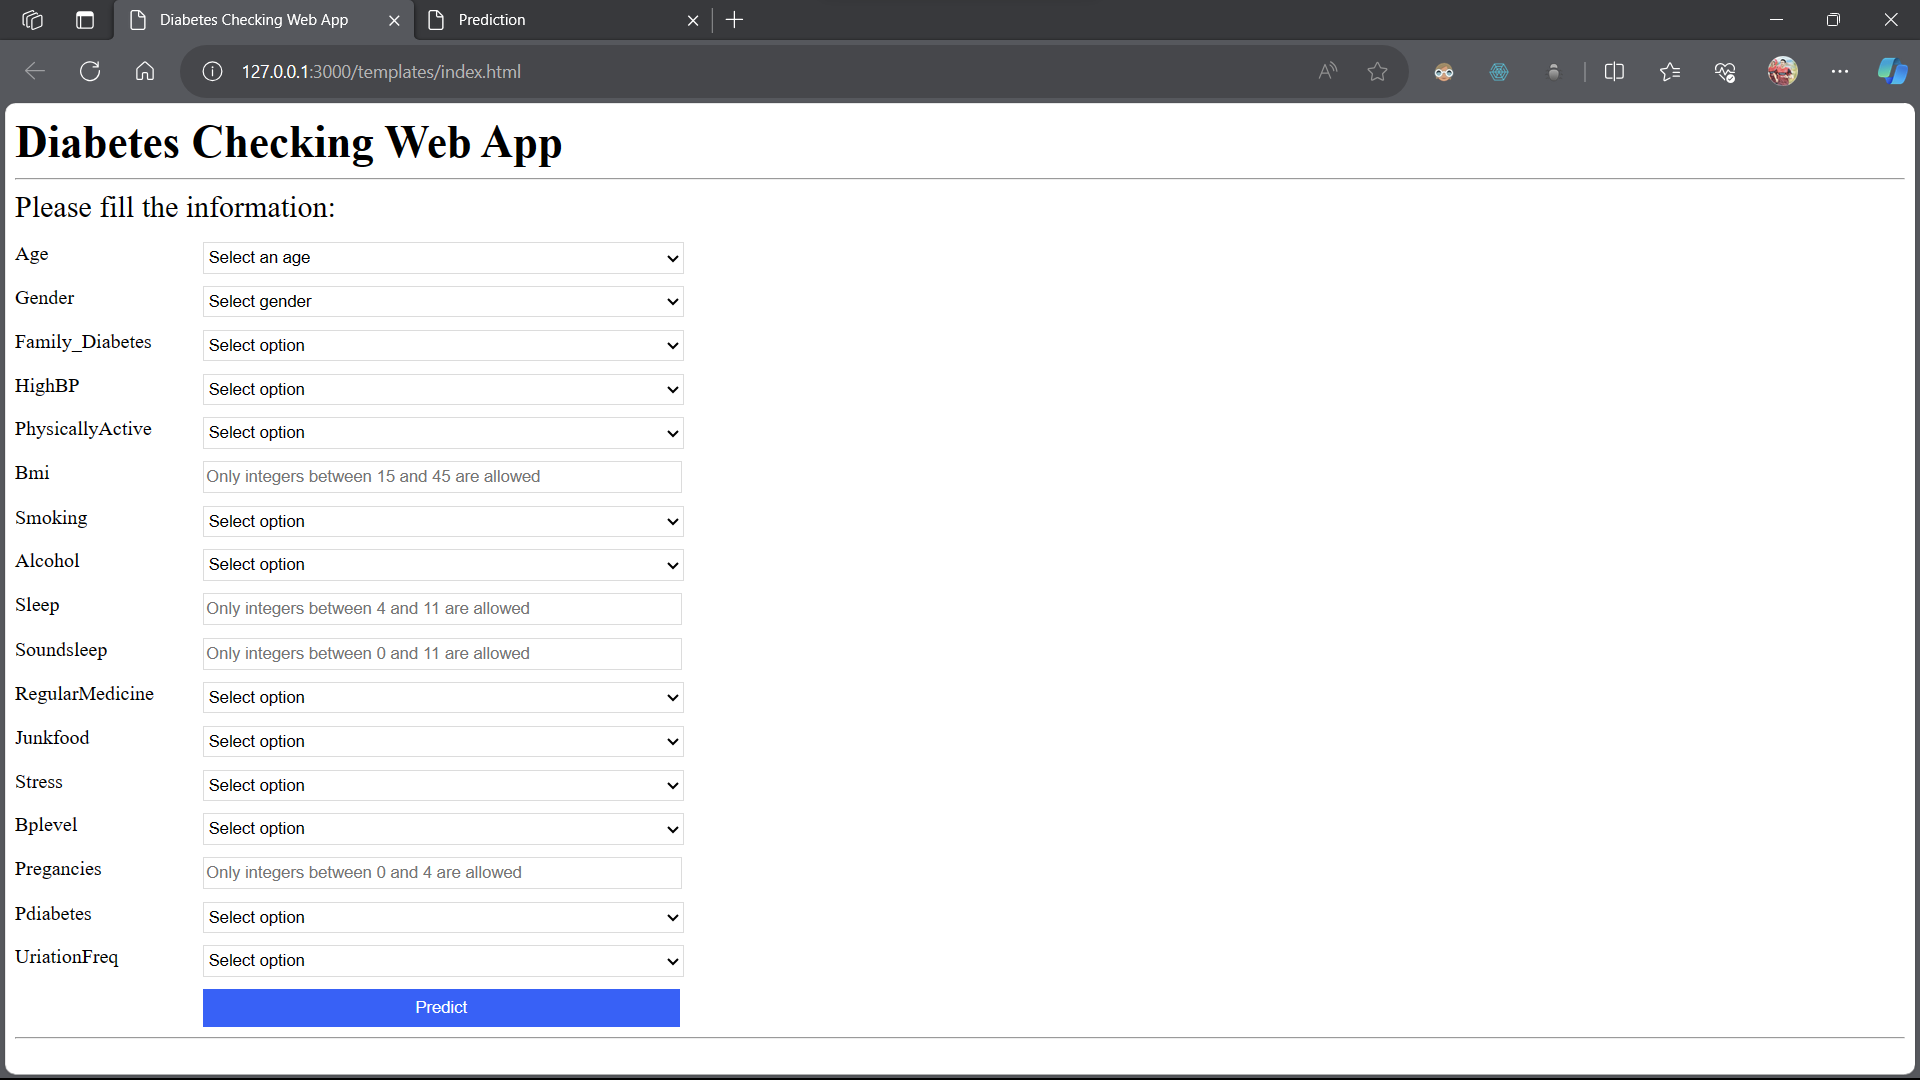 Diabetes Checking Web App
Prediction
127.0.0.1:3000/templates/index.html
Diabetes Checking Web App
Please fill the information:
Age Select an age
Gender Select gender
Family_Diabetes Select option
HighBP Select option
PhysicallyActive Select option
Bmi Only integers between 15 and 45 are allowed
Smoking Select option
Alcohol Select option
Sleep Only integers between 4 and 11 are allowed
Soundsleep Only integers between 0 and 11 are allowed
RegularMedicine Select option
Junkfood Select option
Stress Select option
Bplevel Select option
Pregancies Only integers between 0 and 4 are allowed
Pdiabetes Select option
UriationFreq Select option
Predict